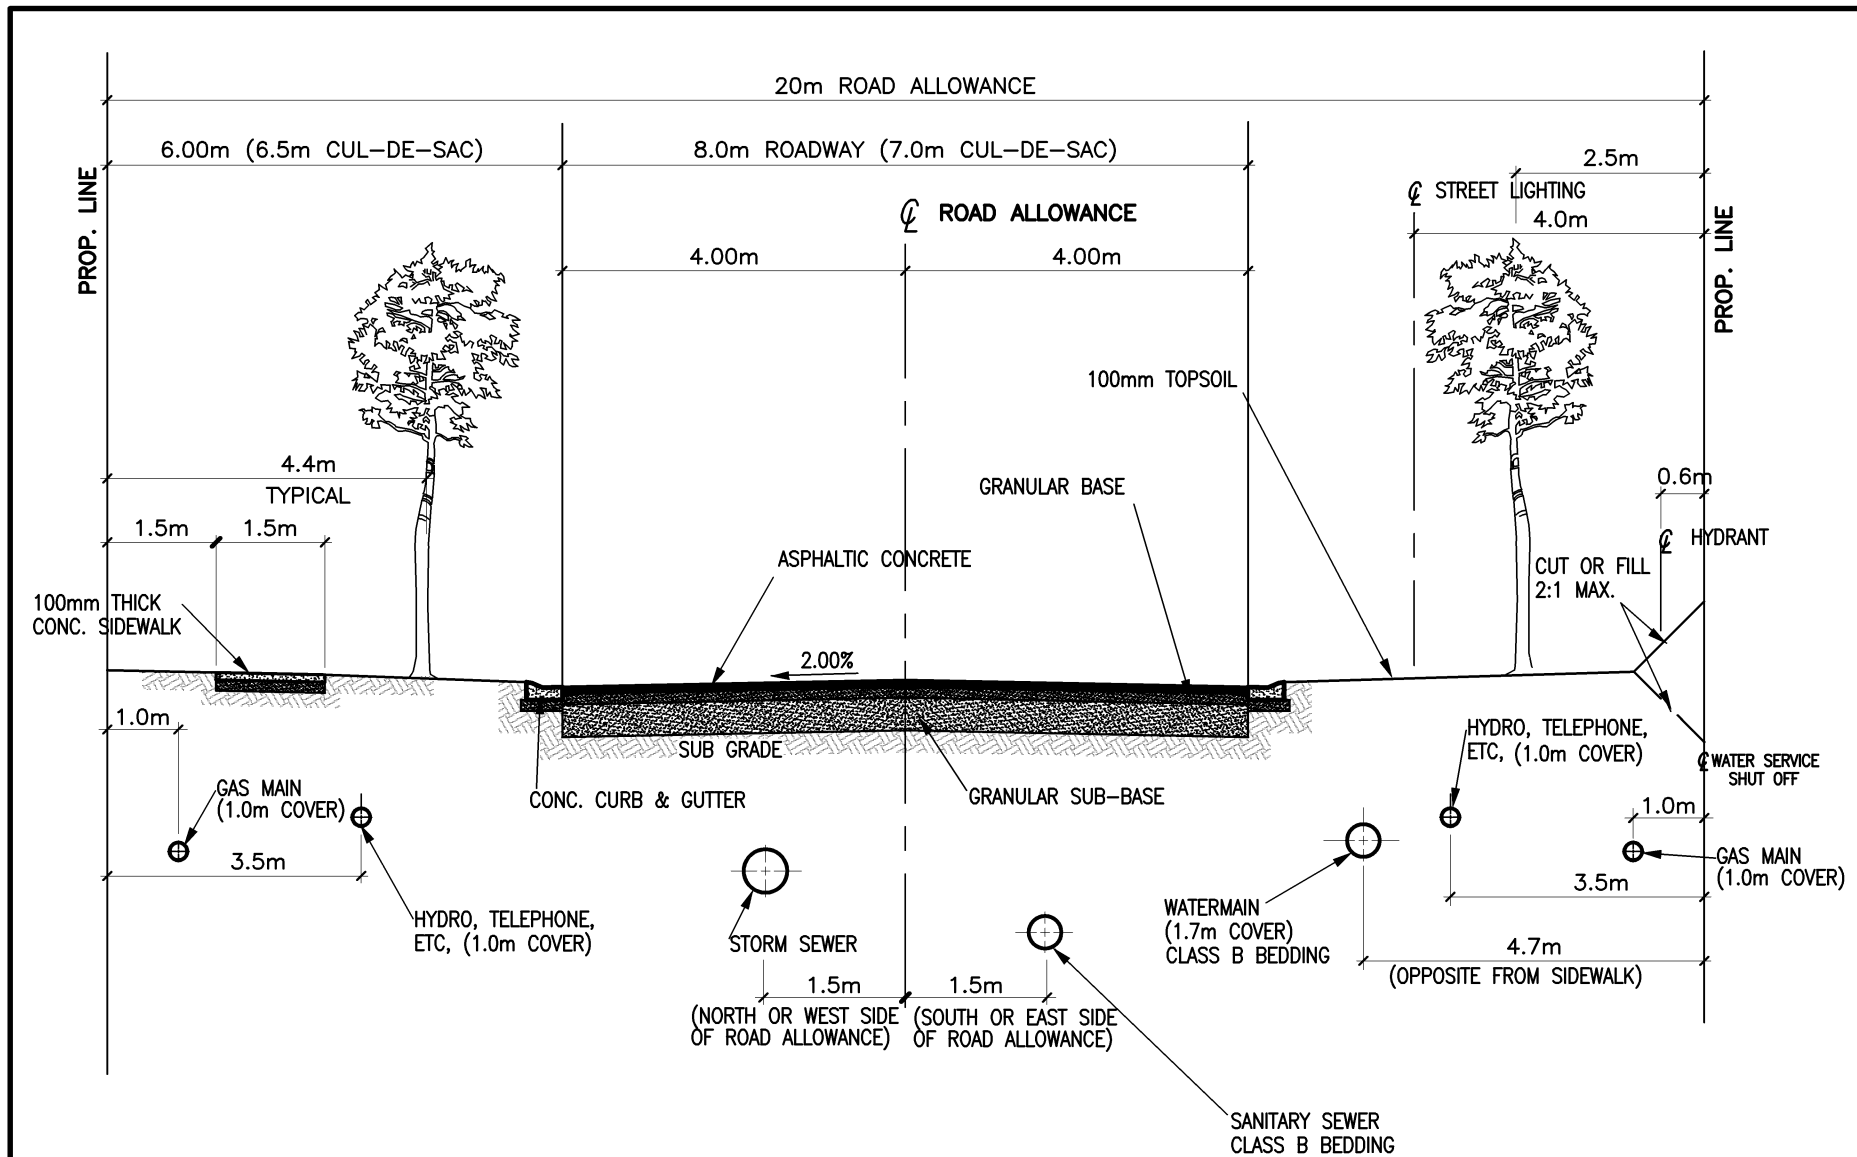 20m ROAD ALLOWANCE
6.00m (6.5m CUL-DE-SAC)
8.0m ROADWAY (7.0m CUL-DE-SAC)
2.5m
PROP. LINE
℄ STREET LIGHTING
℄ ROAD ALLOWANCE
4.0m
PROP. LINE
4.00m
4.00m
100mm TOPSOIL
4.4m
TYPICAL
GRANULAR BASE
0.6m
1.5m
1.5m
℄ HYDRANT
ASPHALTIC CONCRETE
CUT OR FILL
2:1 MAX.
100mm THICK
CONC. SIDEWALK
2.00%
1.0m
SUB GRADE
HYDRO, TELEPHONE,
ETC, (1.0m COVER)
℄ WATER SERVICE
SHUT OFF
GAS MAIN
(1.0m COVER)
CONC. CURB & GUTTER
GRANULAR SUB-BASE
1.0m
3.5m
GAS MAIN
(1.0m COVER)
3.5m
HYDRO, TELEPHONE,
ETC, (1.0m COVER)
STORM SEWER
WATERMAIN
(1.7m COVER)
CLASS B BEDDING
4.7m
(OPPOSITE FROM SIDEWALK)
1.5m
1.5m
(NORTH OR WEST SIDE
OF ROAD ALLOWANCE)
(SOUTH OR EAST SIDE
OF ROAD ALLOWANCE)
SANITARY SEWER
CLASS B BEDDING